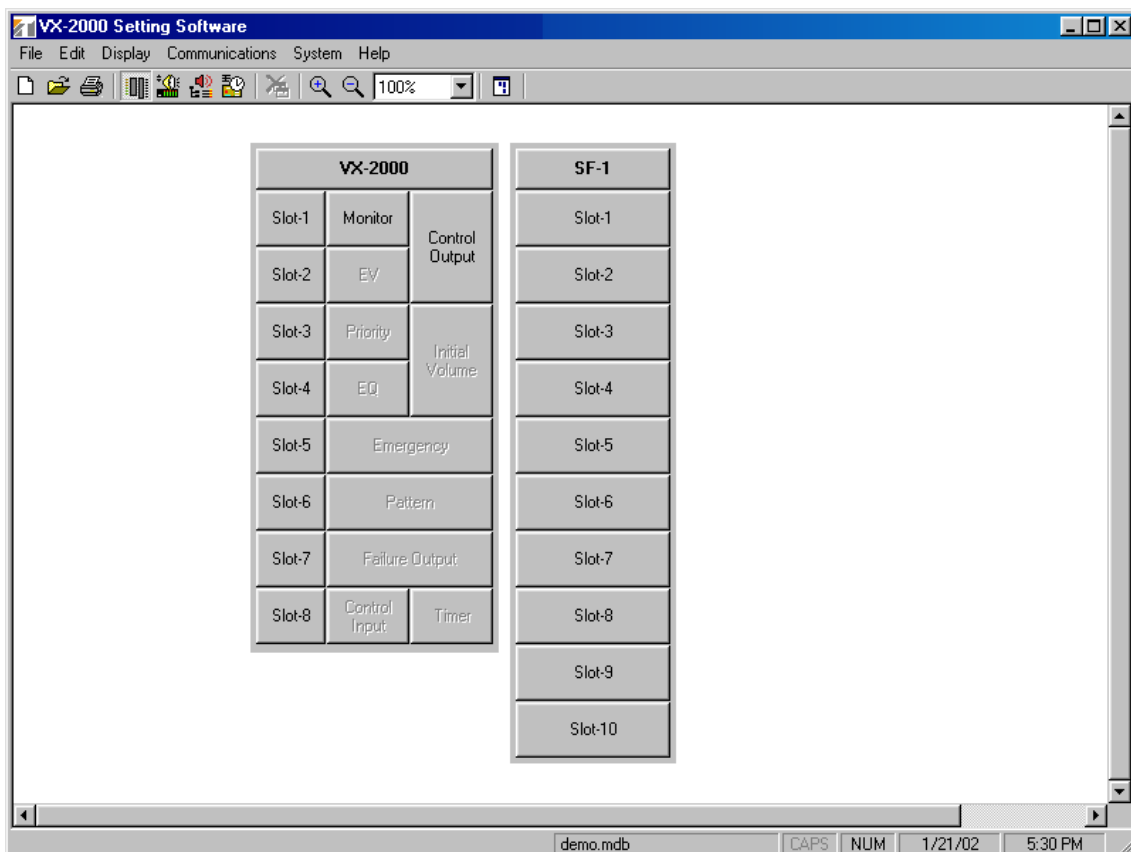 VX-2000 Setting Software
File Edit Display Communications System Help
100%
VX-2000
SF-1
Slot-1
Monitor
Control
Output
Slot-1
Slot-2
EV
Slot-2
Slot-3
Priority
Initial
Volume
Slot-3
Slot-4
EQ
Slot-4
Slot-5
Emergency
Slot-5
Slot-6
Pattern
Slot-6
Slot-7
Failure Output
Slot-7
Slot-8
Control
Input
Timer
Slot-8
Slot-9
Slot-10
demo.mdb CAPS NUM 1/21/02 5:30 PM